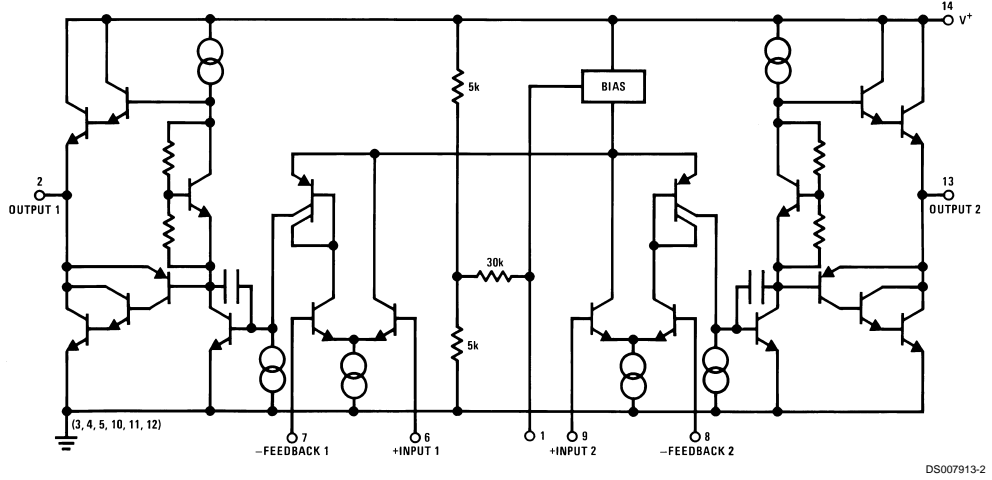 14
V+
5k
BIAS
2
OUTPUT 1
13
OUTPUT 2
30k
5k
(3, 4, 5, 10, 11, 12)
7
–FEEDBACK 1
6
+INPUT 1
1
9
+INPUT 2
8
–FEEDBACK 2
DS007913-2